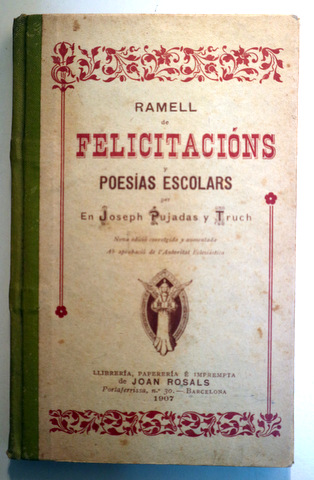 RAMELL
de
FELICITACIÓNS
y
POESÍAS ESCOLARS
per
En Joseph Pujadas y Truch
Nova edició corretgida y aumentada
Ab aprobació de l'Autoritat Eclesiástica
LLIBRERÍA, PAPERERÍA É IMPREMPTA
de JOAN ROSALS
Portaferrissa, n.º 50.—BARCELONA
1907